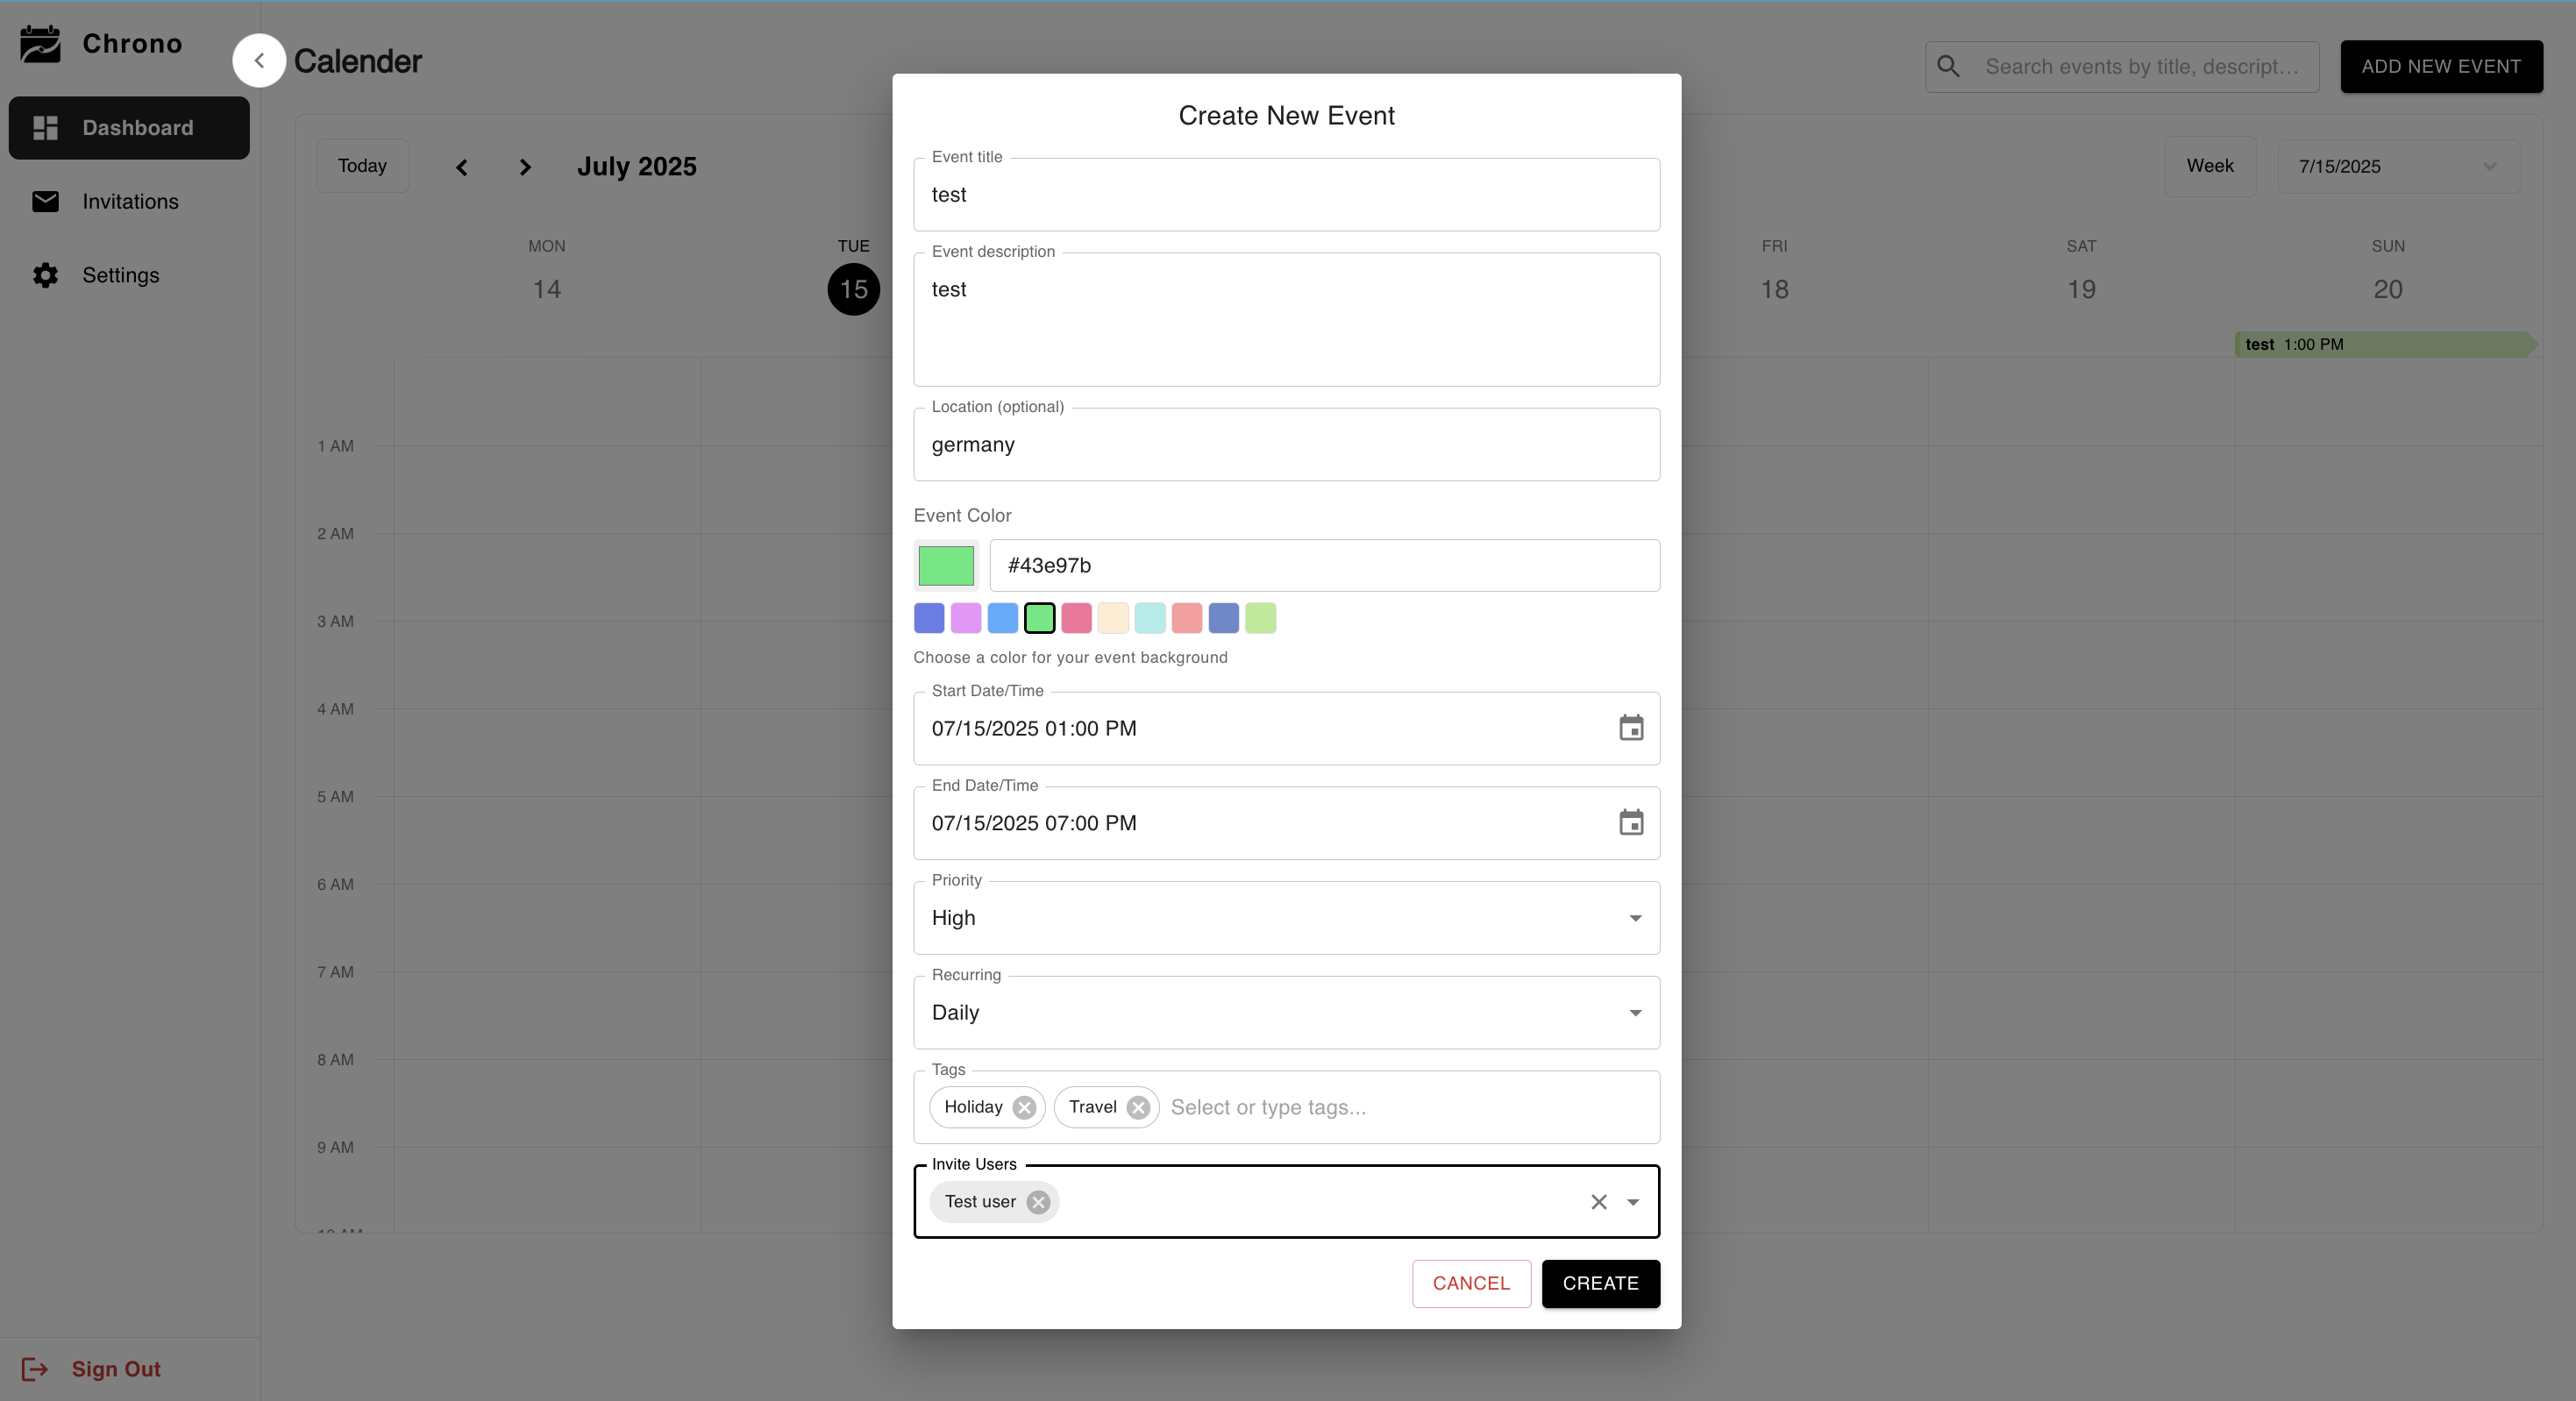 Chrono
Dashboard
Invitations
Settings
Sign Out
Calender
Search events by title, descript...
ADD NEW EVENT
Today
July 2025
Week
7/15/2025
MON
TUE
FRI
SAT
SUN
14
15
18
19
20
test 1:00 PM
1 AM
2 AM
3 AM
4 AM
5 AM
6 AM
7 AM
8 AM
9 AM
Create New Event
Event title
test
Event description
test
Location (optional)
germany
Event Color
#43e97b
Choose a color for your event background
Start Date/Time
07/15/2025 01:00 PM
End Date/Time
07/15/2025 07:00 PM
Priority
High
Recurring
Daily
Tags
Holiday
Travel
Select or type tags...
Invite Users
Test user
CANCEL
CREATE